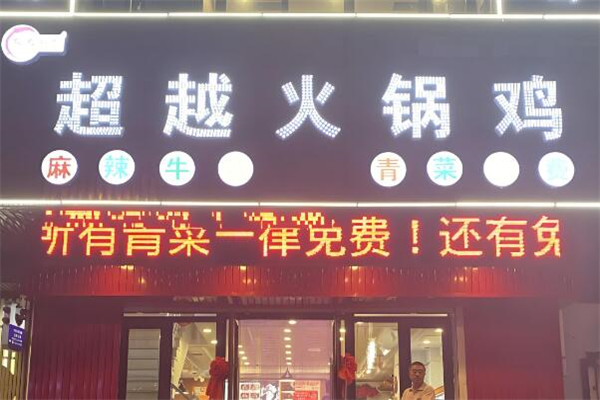 超越火锅鸡
麻辣牛 青菜 费
所有青菜一律免费！还有免